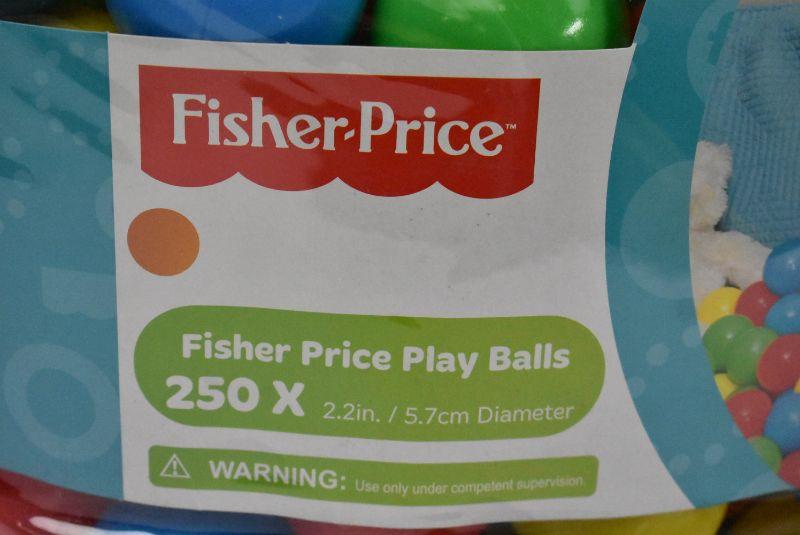 Fisher-Price™
Fisher Price Play Balls
250 X 2.2in. / 5.7cm Diameter
WARNING: Use only under competent supervision.